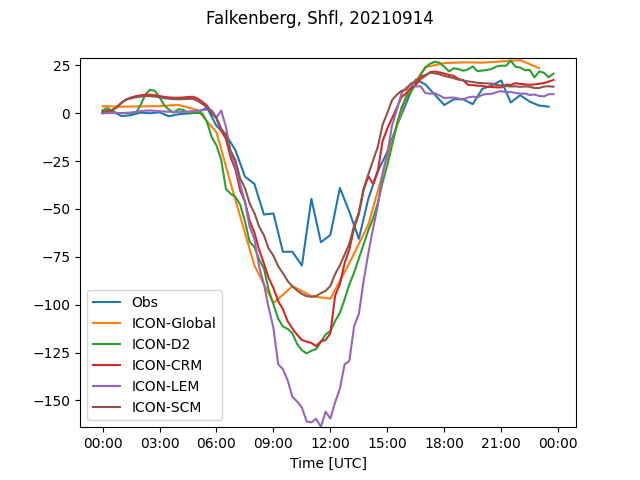 Falkenberg, Shfl, 20210914
25
0
−25
−50
−75
−100
−125
−150
Obs
ICON-Global
ICON-D2
ICON-CRM
ICON-LEM
ICON-SCM
00:00 03:00 06:00 09:00 12:00 15:00 18:00 21:00 00:00
Time [UTC]